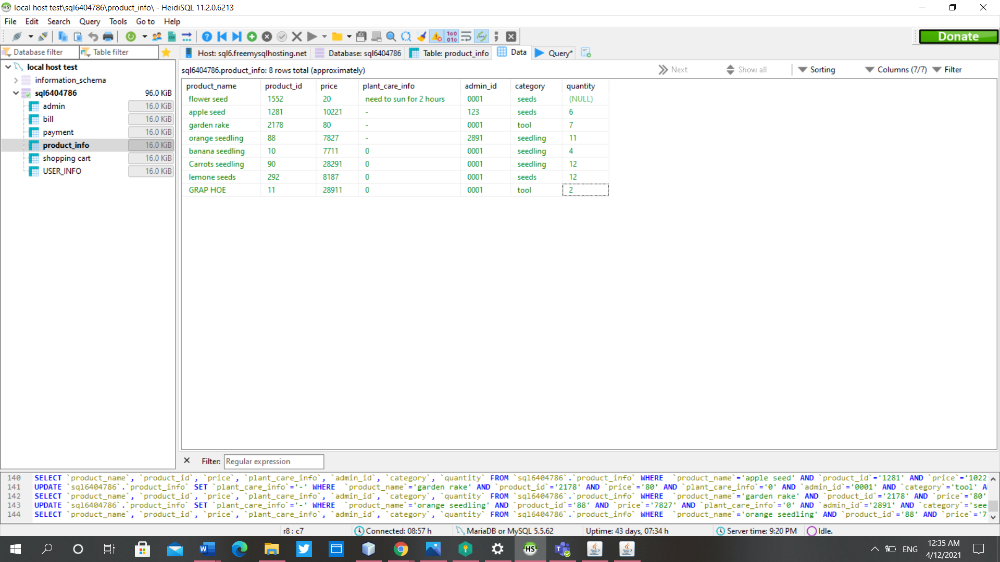 local host test\sql6404786\product_info\ - HeidiSQL 11.2.0.6213
File Edit Search Query Tools Go to Help
Donate
Database filter Table filter
Host: sql6.freemysqlhosting.net Database: sql6404786 Table: product_info Data Query*
local host test
information_schema
sql6404786 96.0 KiB
admin 16.0 KiB
bill 16.0 KiB
payment 16.0 KiB
product_info 16.0 KiB
shopping cart 16.0 KiB
USER_INFO 16.0 KiB
sql6404786.product_info: 8 rows total (approximately) Next Show all Sorting Columns (7/7) Filter
product_name product_id price plant_care_info admin_id category quantity
flower seed 1552 20 need to sun for 2 hours 0001 seeds (NULL)
apple seed 1281 10221 - 123 seeds 6
garden rake 2178 80 - 0001 tool 7
orange seedling 88 7827 - 2891 seedling 11
banana seedling 10 7711 0 0001 seedling 4
Carrots seedling 90 28291 0 0001 seedling 12
lemone seeds 292 8187 0 0001 seeds 12
GRAP HOE 11 28911 0 0001 tool 2
Filter: Regular expression
140 SELECT `product_name`, `product_id`, `price`, `plant_care_info`, `admin_id`, `category`, `quantity` FROM `sql6404786`.`product_info` WHERE `product_name`='apple seed' AND `product_id`='1281' AND `price`='1022
141 UPDATE `sql6404786`.`product_info` SET `plant_care_info`='-' WHERE `product_name`='garden rake' AND `product_id`='2178' AND `price`='80' AND `plant_care_info`='0' AND `admin_id`='0001' AND `category`='tool' A
142 SELECT `product_name`, `product_id`, `price`, `plant_care_info`, `admin_id`, `category`, `quantity` FROM `sql6404786`.`product_info` WHERE `product_name`='garden rake' AND `product_id`='2178' AND `price`='80'
143 UPDATE `sql6404786`.`product_info` SET `plant_care_info`='-' WHERE `product_name`='orange seedling' AND `product_id`='88' AND `price`='7827' AND `plant_care_info`='0' AND `admin_id`='2891' AND `category`='see
144 SELECT `product_name`, `product_id`, `price`, `plant_care_info`, `admin_id`, `category`, `quantity` FROM `sql6404786`.`product_info` WHERE `product_name`='orange seedling' AND `product_id`='88' AND `price`='7
r8 : c7 Connected: 08:57 h MariaDB or MySQL 5.5.62 Uptime: 43 days, 07:34 h Server time: 9:20 PM Idle.
ENG
12:35 AM
4/12/2021